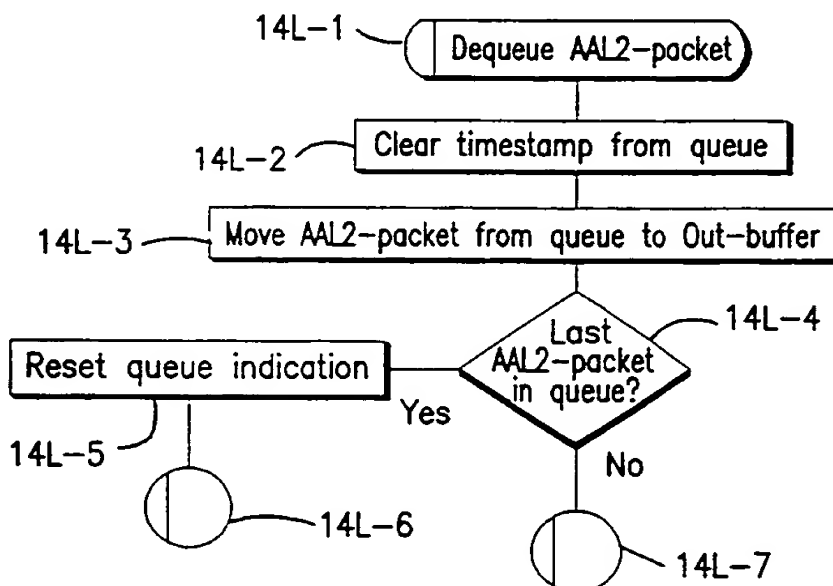 14L-1
Dequeue AAL2-packet
14L-2
Clear timestamp from queue
14L-3
Move AAL2-packet from queue to Out-buffer
14L-4
Last
AAL2-packet
in queue?
Reset queue indication
Yes
14L-5
No
14L-6
14L-7